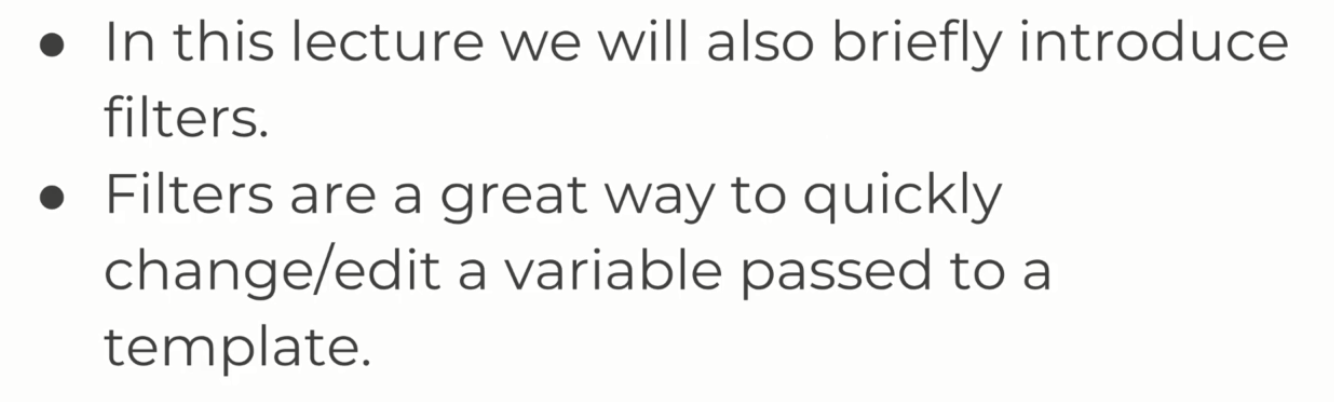 ● In this lecture we will also briefly introduce
filters.
● Filters are a great way to quickly
change/edit a variable passed to a
template.